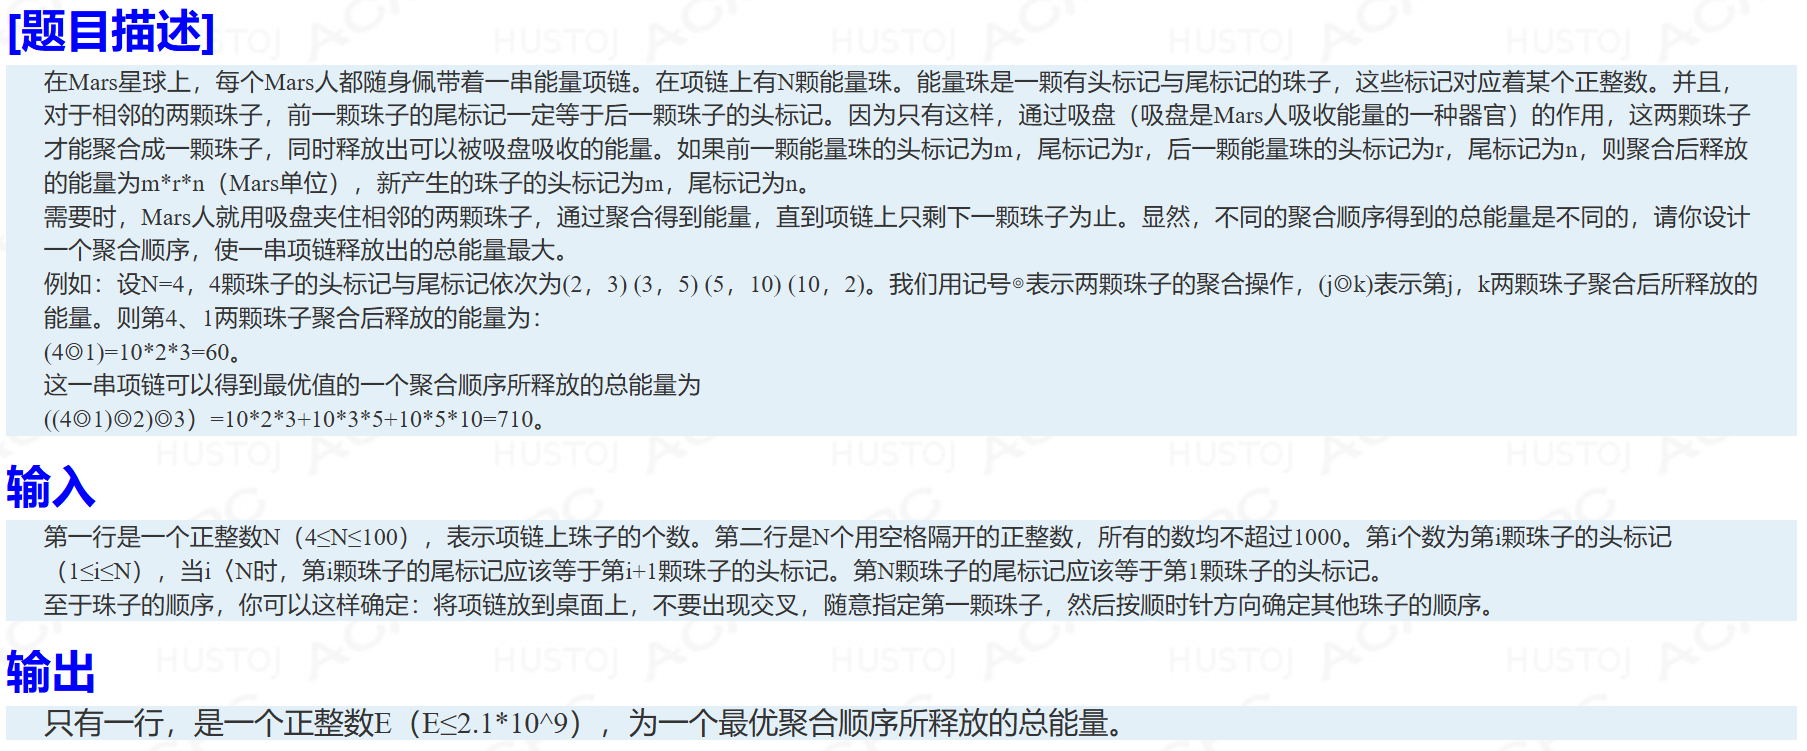 [题目描述]
在Mars星球上，每个Mars人都随身佩带着一串能量项链。在项链上有N颗能量珠。能量珠是一颗有头标记与尾标记的珠子，这些标记对应着某个正整数。并且，
对于相邻的两颗珠子，前一颗珠子的尾标记一定等于后一颗珠子的头标记。因为只有这样，通过吸盘（吸盘是Mars人吸收能量的一种器官）的作用，这两颗珠子
才能聚合成一颗珠子，同时释放出可以被吸盘吸收的能量。如果前一颗能量珠的头标记为m，尾标记为r，后一颗能量珠的头标记为r，尾标记为n，则聚合后释放
的能量为m*r*n（Mars单位），新产生的珠子的头标记为m，尾标记为n。
需要时，Mars人就用吸盘夹住相邻的两颗珠子，通过聚合得到能量，直到项链上只剩下一颗珠子为止。显然，不同的聚合顺序得到的总能量是不同的，请你设计
一个聚合顺序，使一串项链释放出的总能量最大。
例如：设N=4，4颗珠子的头标记与尾标记依次为(2，3) (3，5) (5，10) (10，2)。我们用记号⊙表示两颗珠子的聚合操作，(j◎k)表示第j，k两颗珠子聚合后所释放的
能量。则第4、1两颗珠子聚合后释放的能量为：
(4◎1)=10*2*3=60。
这一串项链可以得到最优值的一个聚合顺序所释放的总能量为
((4◎1)◎2)◎3）=10*2*3+10*3*5+10*5*10=710。
输入
第一行是一个正整数N（4≤N≤100），表示项链上珠子的个数。第二行是N个用空格隔开的正整数，所有的数均不超过1000。第i个数为第i颗珠子的头标记
（1≤i≤N），当i〈N时，第i颗珠子的尾标记应该等于第i+1颗珠子的头标记。第N颗珠子的尾标记应该等于第1颗珠子的头标记。
至于珠子的顺序，你可以这样确定：将项链放到桌面上，不要出现交叉，随意指定第一颗珠子，然后按顺时针方向确定其他珠子的顺序。
输出
只有一行，是一个正整数E（E≤2.1*10^9），为一个最优聚合顺序所释放的总能量。